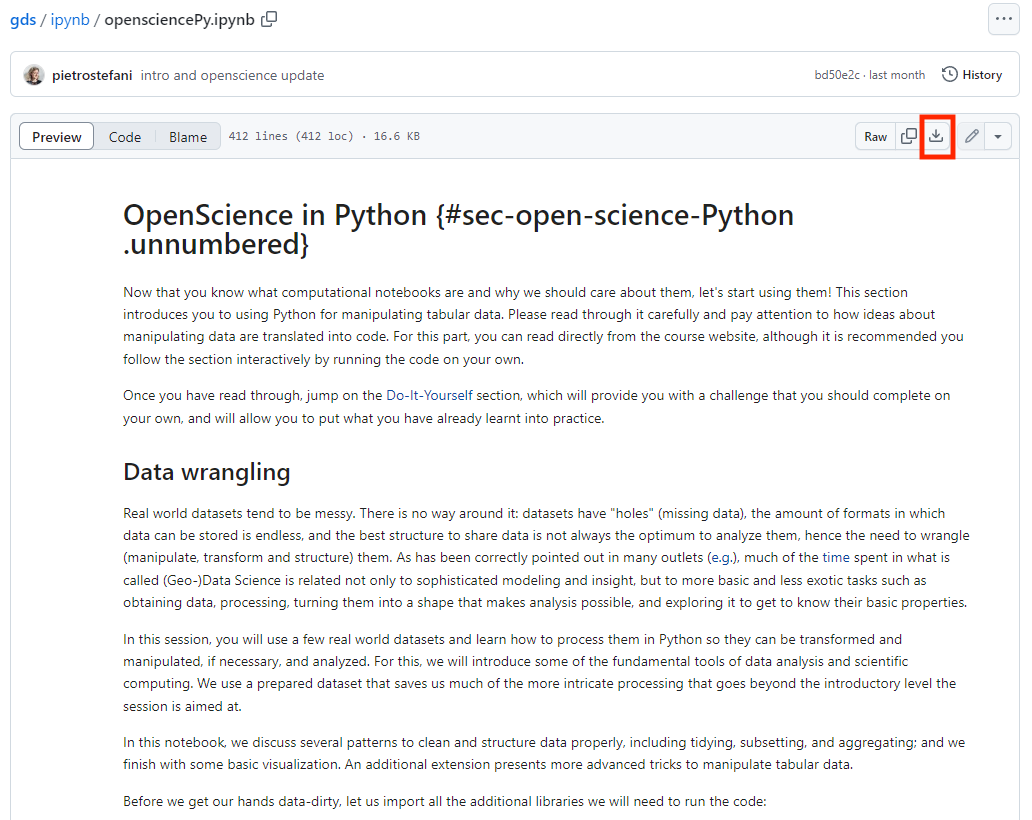 gds / ipynb / opensciencePy.ipynb
pietrostefani intro and openscience update bd50e2c · last month History
Preview Code Blame 412 lines (412 loc) · 16.6 KB Raw
OpenScience in Python {#sec-open-science-Python
.unnumbered}
Now that you know what computational notebooks are and why we should care about them, let's start using them! This section
introduces you to using Python for manipulating tabular data. Please read through it carefully and pay attention to how ideas about
manipulating data are translated into code. For this part, you can read directly from the course website, although it is recommended you
follow the section interactively by running the code on your own.
Once you have read through, jump on the Do-It-Yourself section, which will provide you with a challenge that you should complete on
your own, and will allow you to put what you have already learnt into practice.
Data wrangling
Real world datasets tend to be messy. There is no way around it: datasets have "holes" (missing data), the amount of formats in which
data can be stored is endless, and the best structure to share data is not always the optimum to analyze them, hence the need to wrangle
(manipulate, transform and structure) them. As has been correctly pointed out in many outlets (e.g.), much of the time spent in what is
called (Geo-)Data Science is related not only to sophisticated modeling and insight, but to more basic and less exotic tasks such as
obtaining data, processing, turning them into a shape that makes analysis possible, and exploring it to get to know their basic properties.
In this session, you will use a few real world datasets and learn how to process them in Python so they can be transformed and
manipulated, if necessary, and analyzed. For this, we will introduce some of the fundamental tools of data analysis and scientific
computing. We use a prepared dataset that saves us much of the more intricate processing that goes beyond the introductory level the
session is aimed at.
In this notebook, we discuss several patterns to clean and structure data properly, including tidying, subsetting, and aggregating; and we
finish with some basic visualization. An additional extension presents more advanced tricks to manipulate tabular data.
Before we get our hands data-dirty, let us import all the additional libraries we will need to run the code: